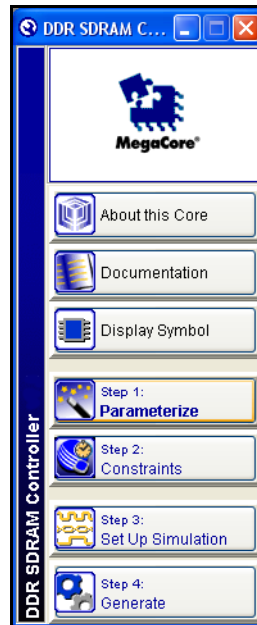 DDR SDRAM C...
MegaCore®
About this Core
Documentation
Display Symbol
Step 1:
Parameterize
Step 2:
Constraints
Step 3:
Set Up Simulation
Step 4:
Generate
DDR SDRAM Controller